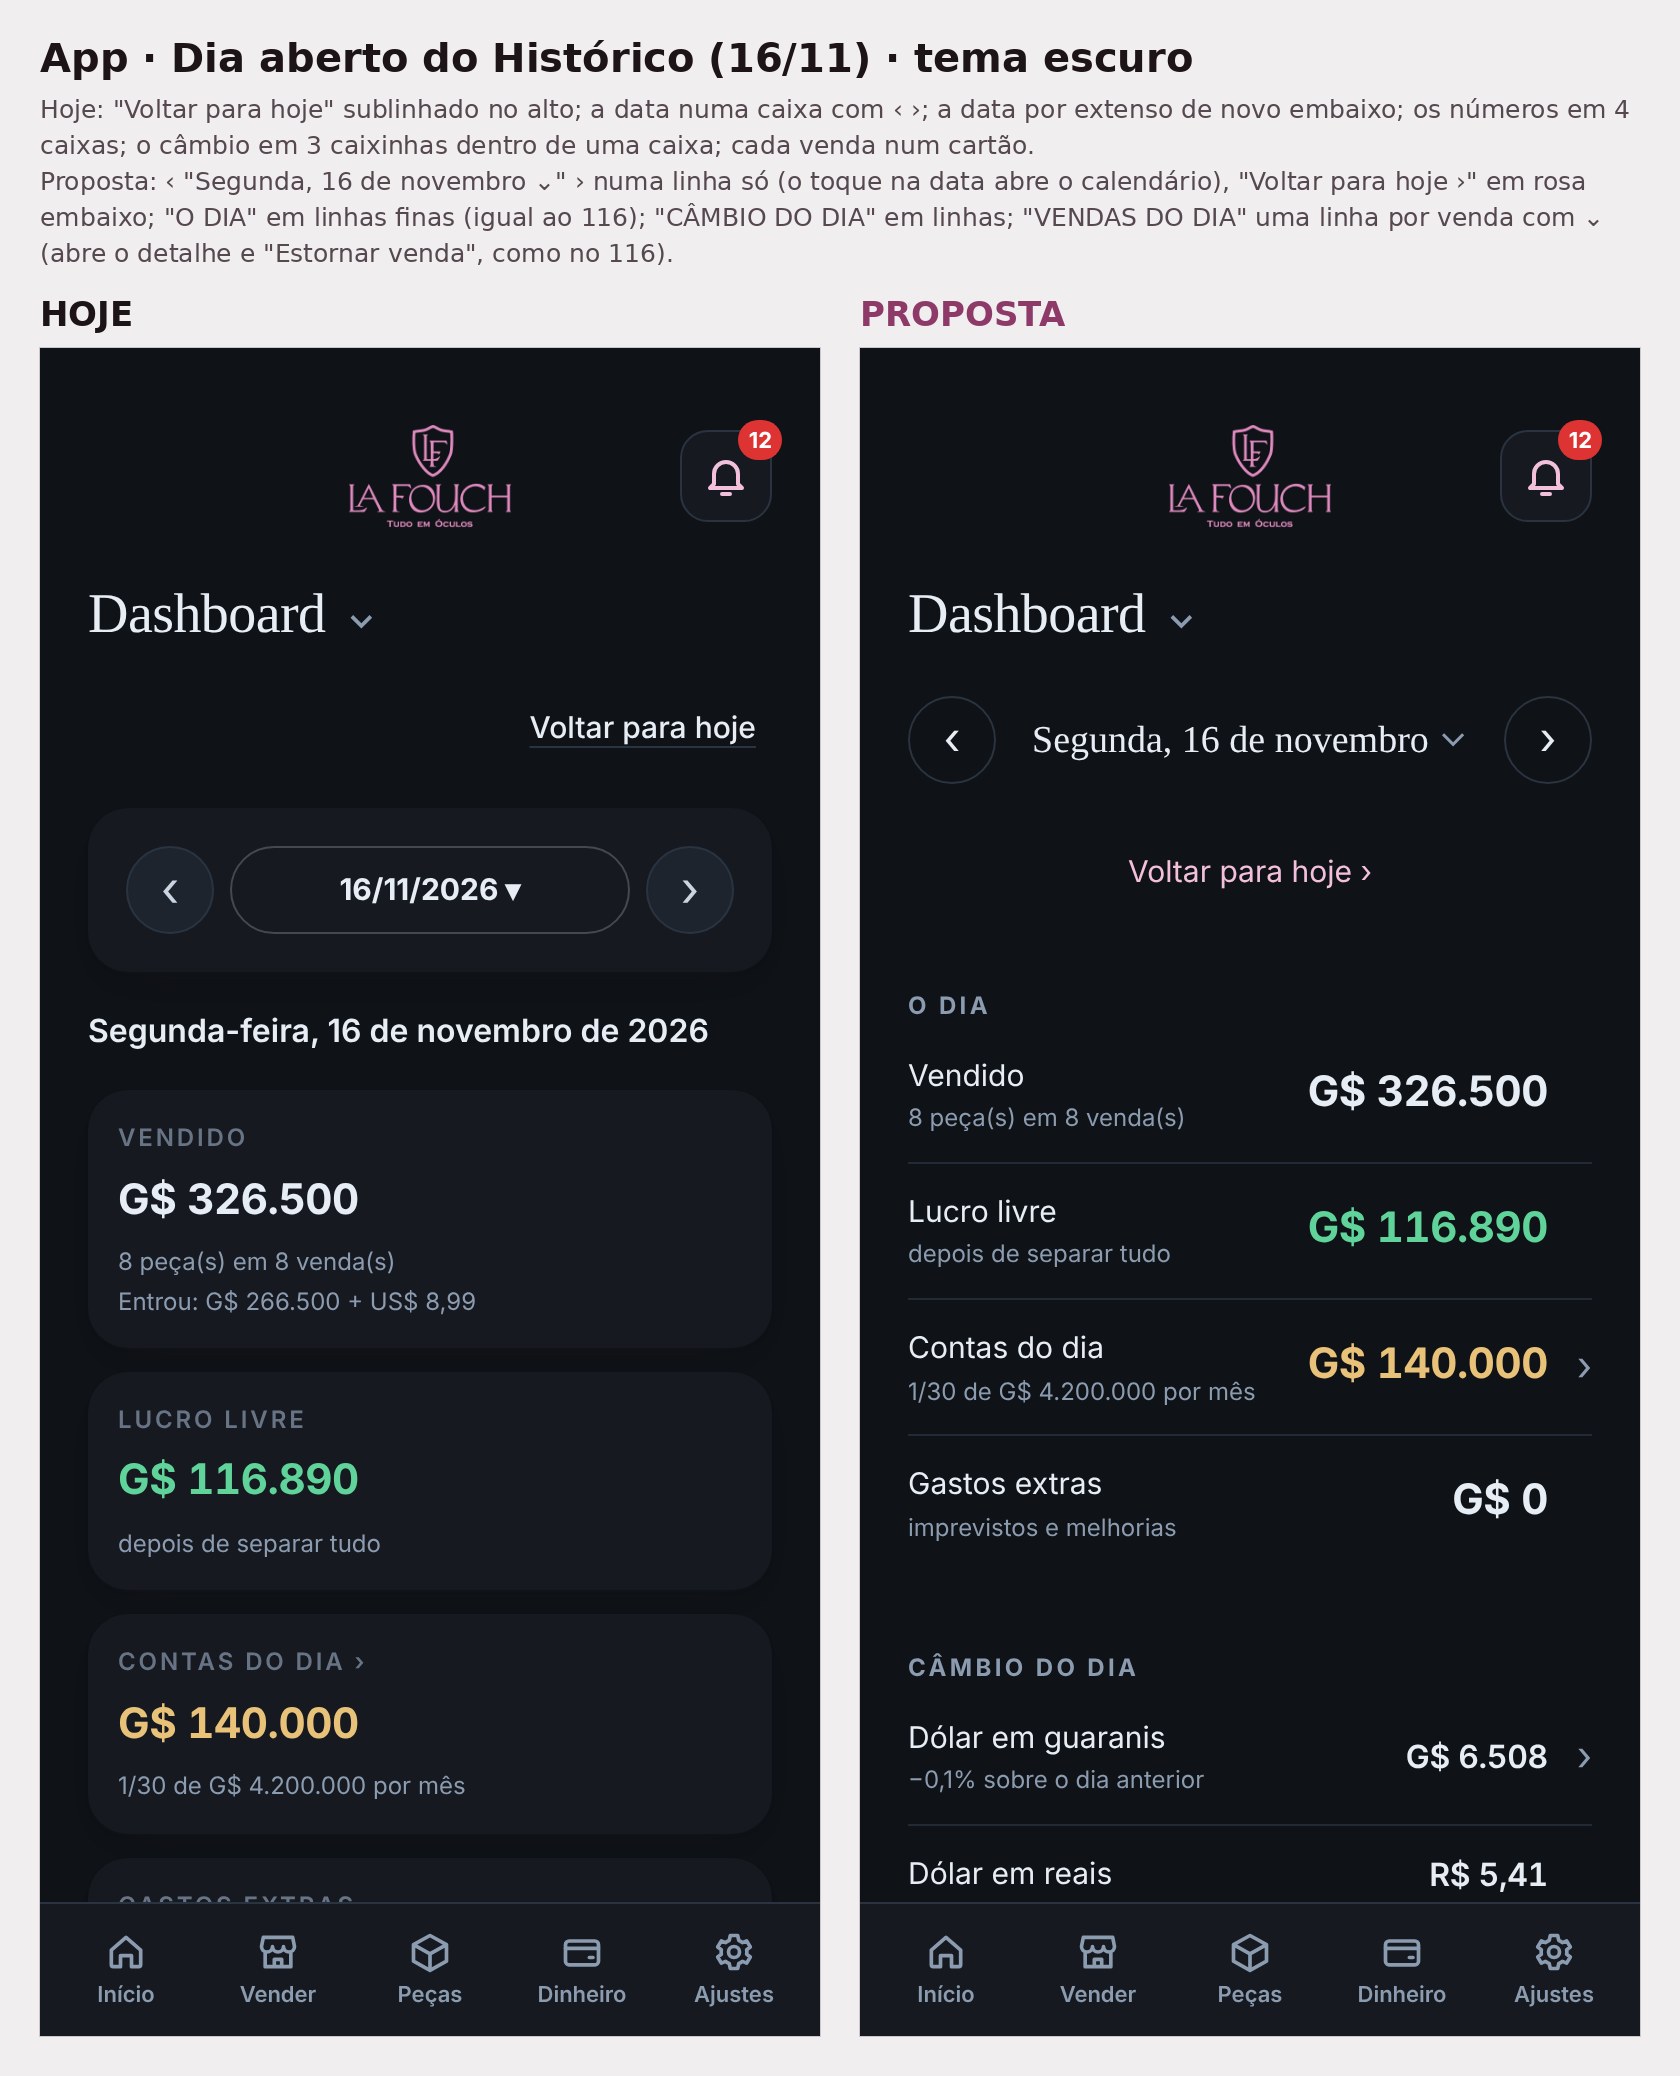 App · Dia aberto do Histórico (16/11) · tema escuro
Hoje: "Voltar para hoje" sublinhado no alto; a data numa caixa com ‹ ›; a data por extenso de novo embaixo; os números em 4
caixas; o câmbio em 3 caixinhas dentro de uma caixa; cada venda num cartão.
Proposta: ‹ "Segunda, 16 de novembro ⌄" › numa linha só (o toque na data abre o calendário), "Voltar para hoje ›" em rosa
embaixo; "O DIA" em linhas finas (igual ao 116); "CÂMBIO DO DIA" em linhas; "VENDAS DO DIA" uma linha por venda com ⌄
(abre o detalhe e "Estornar venda", como no 116).
HOJE
12
LF
LA FOUCH
TUDO EM ÓCULOS
Dashboard ⌄
Voltar para hoje
‹ 16/11/2026 ▾ ›
Segunda-feira, 16 de novembro de 2026
VENDIDO
G$ 326.500
8 peça(s) em 8 venda(s)
Entrou: G$ 266.500 + US$ 8,99
LUCRO LIVRE
G$ 116.890
depois de separar tudo
CONTAS DO DIA ›
G$ 140.000
1/30 de G$ 4.200.000 por mês
GASTOS EXTRAS
Início Vender Peças Dinheiro Ajustes
PROPOSTA
12
LF
LA FOUCH
TUDO EM ÓCULOS
Dashboard ⌄
‹ Segunda, 16 de novembro ⌄ ›
Voltar para hoje ›
O DIA
Vendido G$ 326.500
8 peça(s) em 8 venda(s)
Lucro livre G$ 116.890
depois de separar tudo
Contas do dia G$ 140.000 ›
1/30 de G$ 4.200.000 por mês
Gastos extras G$ 0
imprevistos e melhorias
CÂMBIO DO DIA
Dólar em guaranis G$ 6.508 ›
−0,1% sobre o dia anterior
Dólar em reais R$ 5,41
Início Vender Peças Dinheiro Ajustes